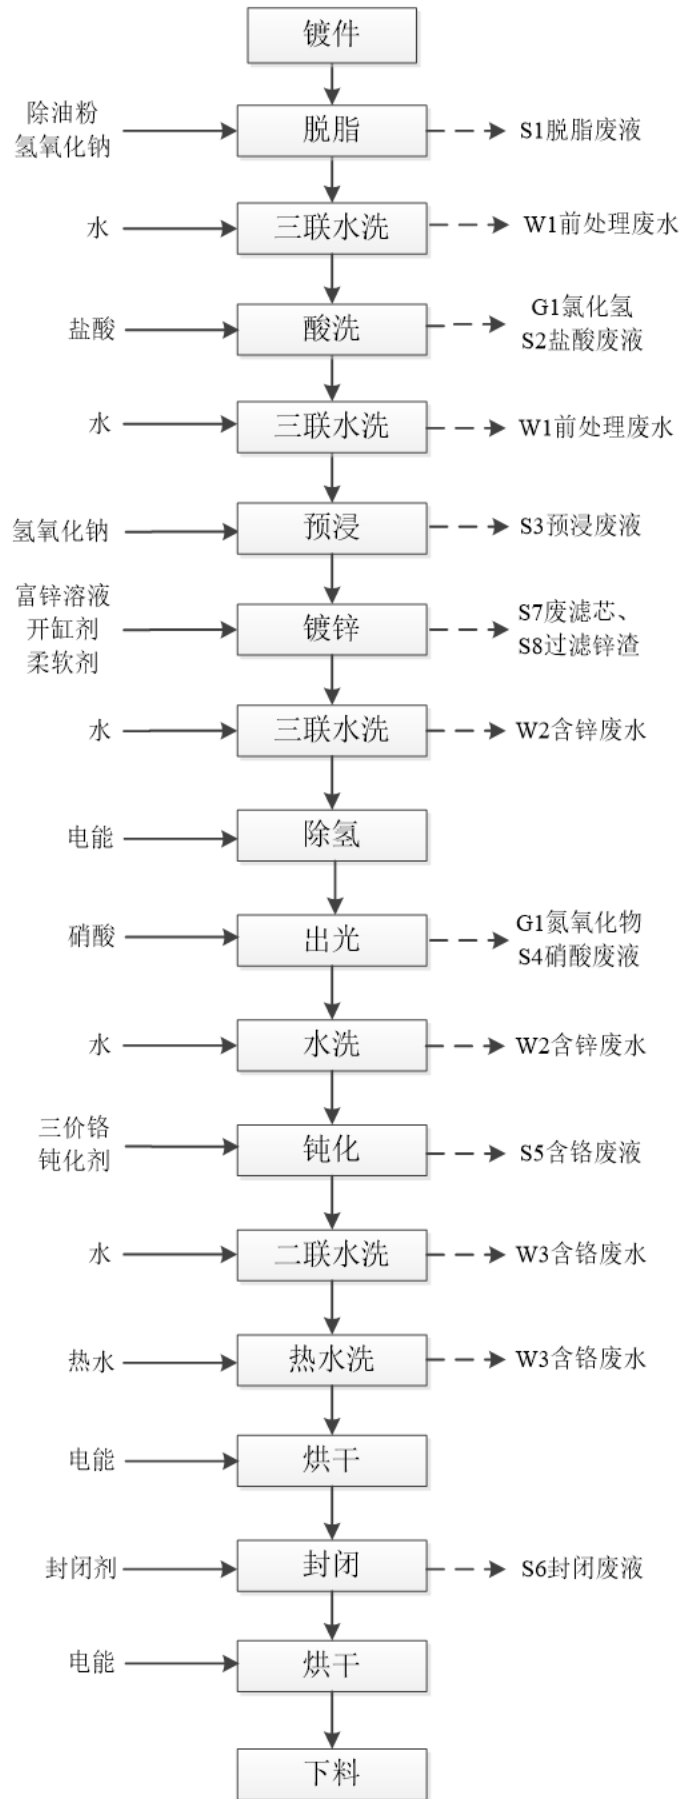 镀件
除油粉
氢氧化钠
脱脂
S1脱脂废液
水
三联水洗
W1前处理废水
盐酸
酸洗
G1氯化氢
S2盐酸废液
水
三联水洗
W1前处理废水
氢氧化钠
预浸
S3预浸废液
富锌溶液
开缸剂
柔软剂
镀锌
S7废滤芯、
S8过滤锌渣
水
三联水洗
W2含锌废水
电能
除氢
硝酸
出光
G1氮氧化物
S4硝酸废液
水
水洗
W2含锌废水
三价铬
钝化剂
钝化
S5含铬废液
水
二联水洗
W3含铬废水
热水
热水洗
W3含铬废水
电能
烘干
封闭剂
封闭
S6封闭废液
电能
烘干
下料